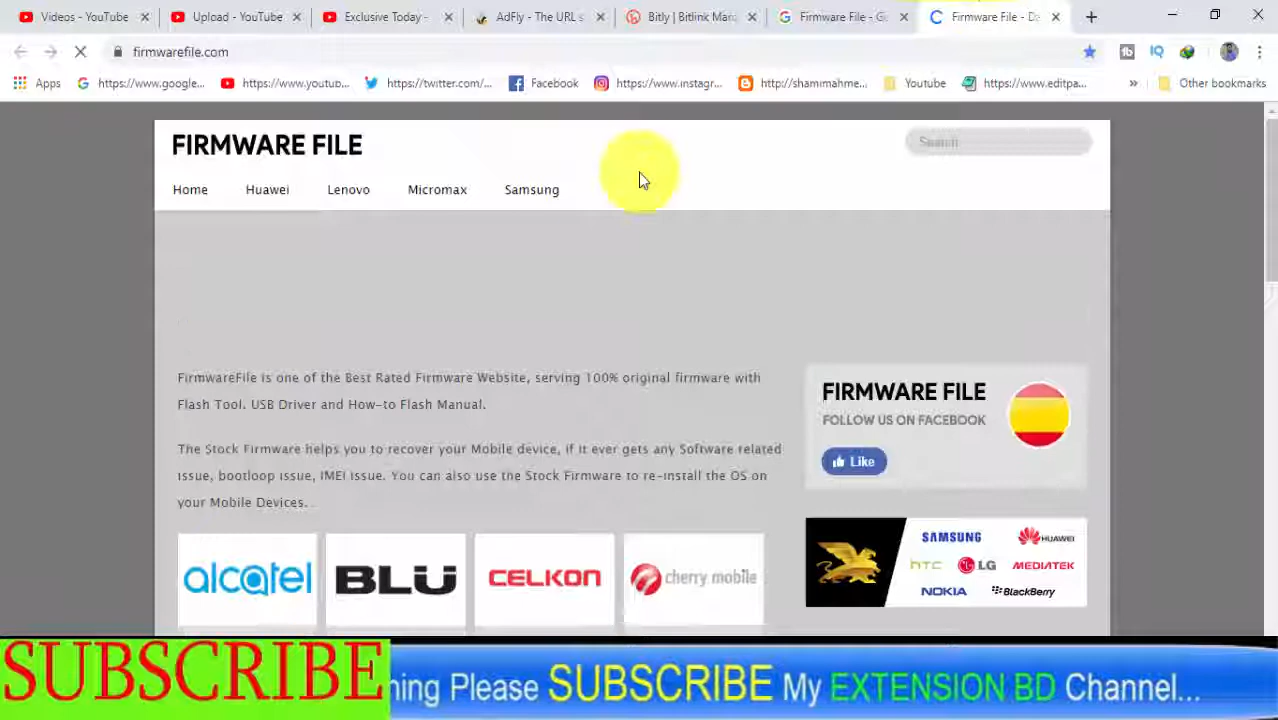 Videos - YouTube
Upload - YouTube
Exclusive Today -
AdFly - The URL s
Bitly | Bitlink Mana
Firmware File - Go
Firmware File - De
firmwarefile.com
Apps
https://www.google...
https://www.youtub...
https://twitter.com/...
Facebook
https://www.instagr...
http://shamimahme...
Youtube
https://www.editpa...
»
Other bookmarks
FIRMWARE FILE
Search
Home
Huawei
Lenovo
Micromax
Samsung
FirmwareFile is one of the Best Rated Firmware Website, serving 100% original firmware with
Flash Tool. USB Driver and How-to Flash Manual.
The Stock Firmware helps you to recover your Mobile device, if it ever gets any Software related
issue, bootloop issue, IMEI issue. You can also use the Stock Firmware to re-install the OS on
your Mobile Devices.
FIRMWARE FILE
FOLLOW US ON FACEBOOK
Like
SAMSUNG
HUAWEI
hTC
LG
MEDIATEK
NOKIA
BlackBerry
alcatel
BLU
CELKON
cherry mobile
SUBSCRIBE
ning Please SUBSCRIBE My EXTENSION BD Channel...